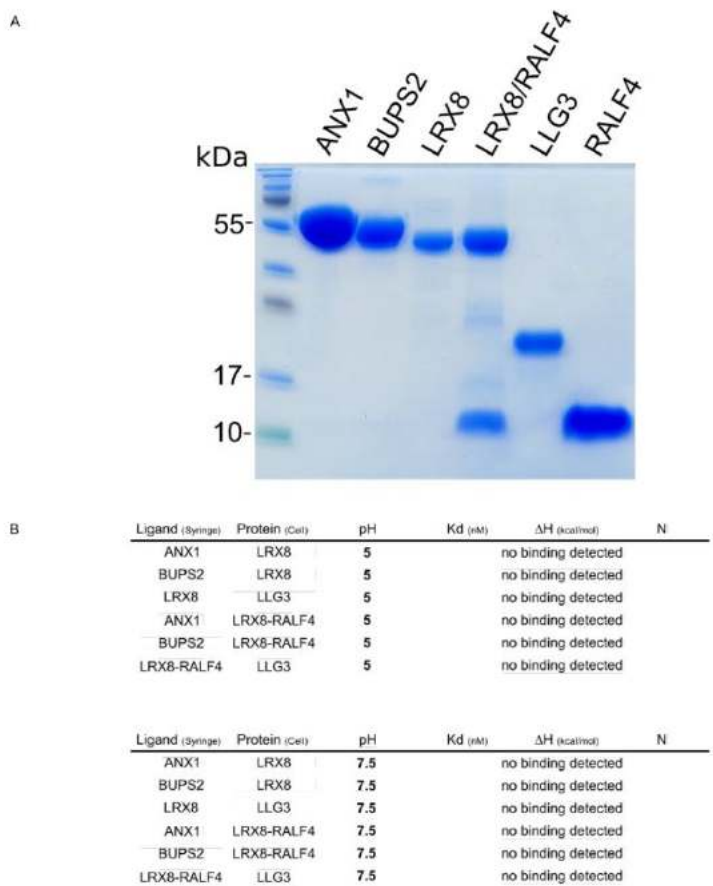 A
ANX1 BUPS2 LRX8 LRX8/RALF4 LLG3 RALF4
kDa
55-
17-
10-
B
Ligand (Syringe) Protein (Cell) pH Kd (nM) ΔH (kcal/mol) N
ANX1 LRX8 5 no binding detected
BUPS2 LRX8 5 no binding detected
LRX8 LLG3 5 no binding detected
ANX1 LRX8-RALF4 5 no binding detected
BUPS2 LRX8-RALF4 5 no binding detected
LRX8-RALF4 LLG3 5 no binding detected
Ligand (Syringe) Protein (Cell) pH Kd (nM) ΔH (kcal/mol) N
ANX1 LRX8 7.5 no binding detected
BUPS2 LRX8 7.5 no binding detected
LRX8 LLG3 7.5 no binding detected
ANX1 LRX8-RALF4 7.5 no binding detected
BUPS2 LRX8-RALF4 7.5 no binding detected
LRX8-RALF4 LLG3 7.5 no binding detected